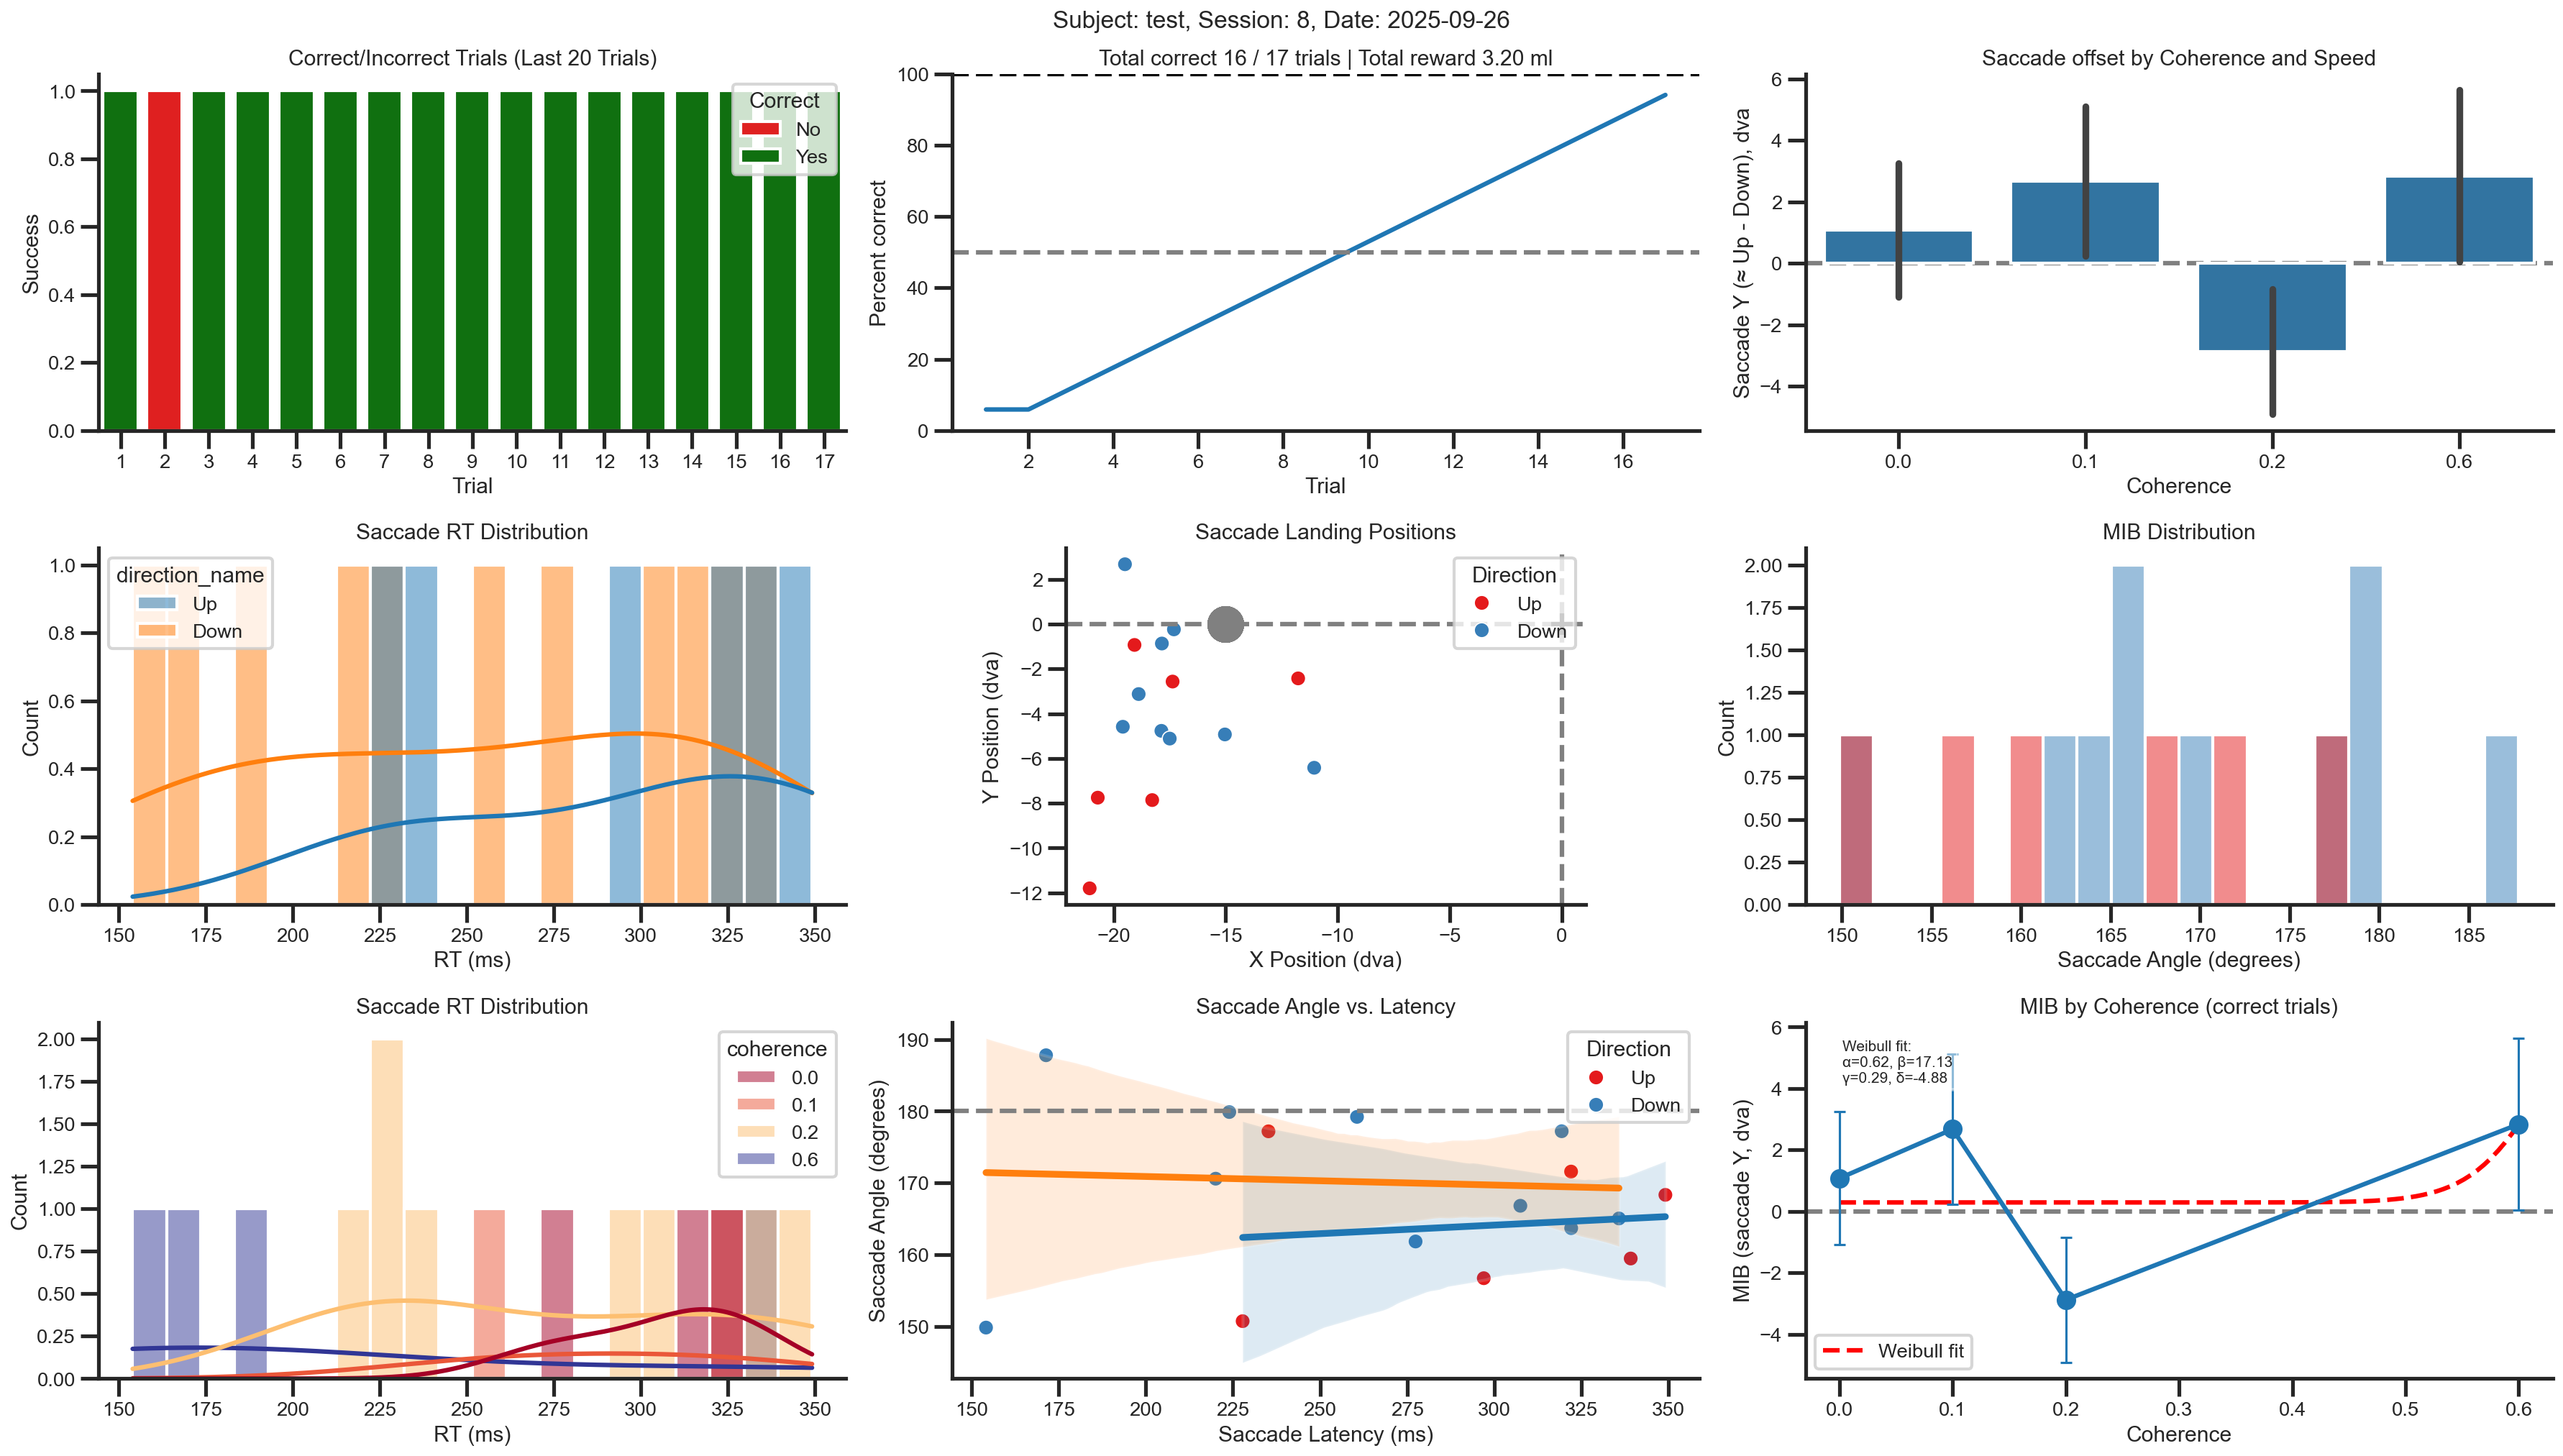 Subject: test, Session: 8, Date: 2025-09-26
Correct/Incorrect Trials (Last 20 Trials)
Success
1.0
0.8
0.6
0.4
0.2
0.0
Correct
No
Yes
1 2 3 4 5 6 7 8 9 10 11 12 13 14 15 16 17
Trial
Total correct 16 / 17 trials | Total reward 3.20 ml
Percent correct
100
80
60
40
20
0
2 4 6 8 10 12 14 16
Trial
Saccade offset by Coherence and Speed
Saccade Y (≈ Up - Down), dva
6
4
2
0
−2
−4
0.0 0.1 0.2 0.6
Coherence
Saccade RT Distribution
Count
1.0
0.8
0.6
0.4
0.2
0.0
direction_name
Up
Down
150 175 200 225 250 275 300 325 350
RT (ms)
Saccade Landing Positions
Y Position (dva)
2
0
−2
−4
−6
−8
−10
−12
Direction
Up
Down
−20 −15 −10 −5 0
X Position (dva)
MIB Distribution
Count
2.00
1.75
1.50
1.25
1.00
0.75
0.50
0.25
0.00
150 155 160 165 170 175 180 185
Saccade Angle (degrees)
Saccade RT Distribution
Count
2.00
1.75
1.50
1.25
1.00
0.75
0.50
0.25
0.00
coherence
0.0
0.1
0.2
0.6
150 175 200 225 250 275 300 325 350
RT (ms)
Saccade Angle vs. Latency
Saccade Angle (degrees)
190
180
170
160
150
Direction
Up
Down
150 175 200 225 250 275 300 325 350
Saccade Latency (ms)
MIB by Coherence (correct trials)
MIB (saccade Y, dva)
6
4
2
0
−2
−4
Weibull fit:
α=0.62, β=17.13
γ=0.29, δ=-4.88
Weibull fit
0.0 0.1 0.2 0.3 0.4 0.5 0.6
Coherence